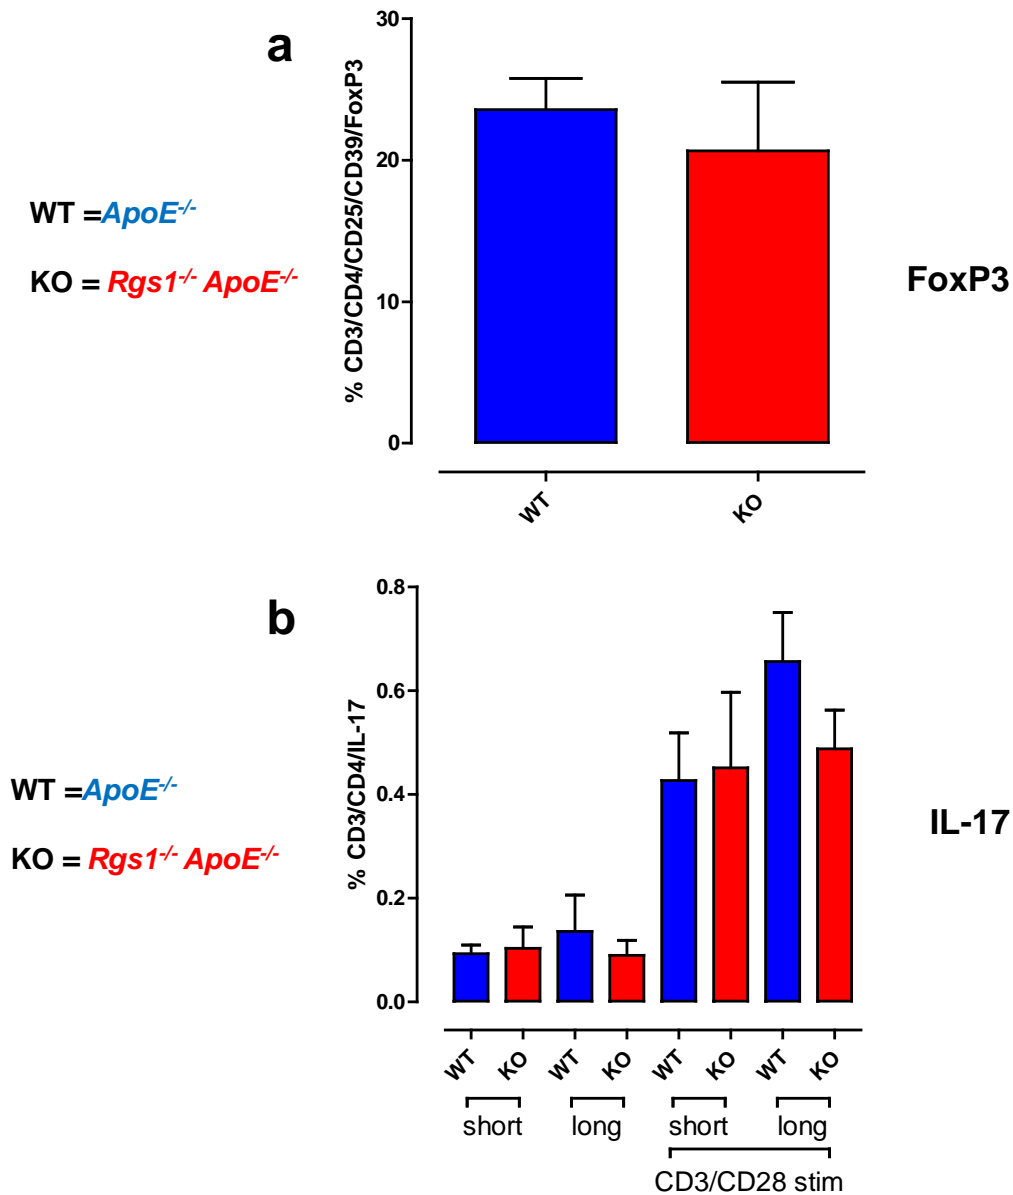 a
30
20
10
0
% CD3/CD4/CD25/CD39/FoxP3
WT =ApoE-/-
KO = Rgs1-/- ApoE-/-
FoxP3
WT
KO
b
0.8
0.6
0.4
0.2
0.0
% CD3/CD4/IL-17
WT =ApoE-/-
KO = Rgs1-/- ApoE-/-
IL-17
WT KO WT KO WT KO WT KO
short long short long
CD3/CD28 stim